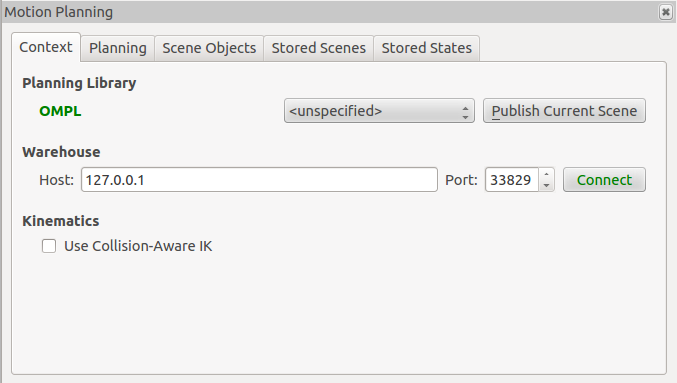 Motion Planning
Context Planning Scene Objects Stored Scenes Stored States
Planning Library
OMPL <unspecified> Publish Current Scene
Warehouse
Host: 127.0.0.1 Port: 33829 Connect
Kinematics
Use Collision-Aware IK